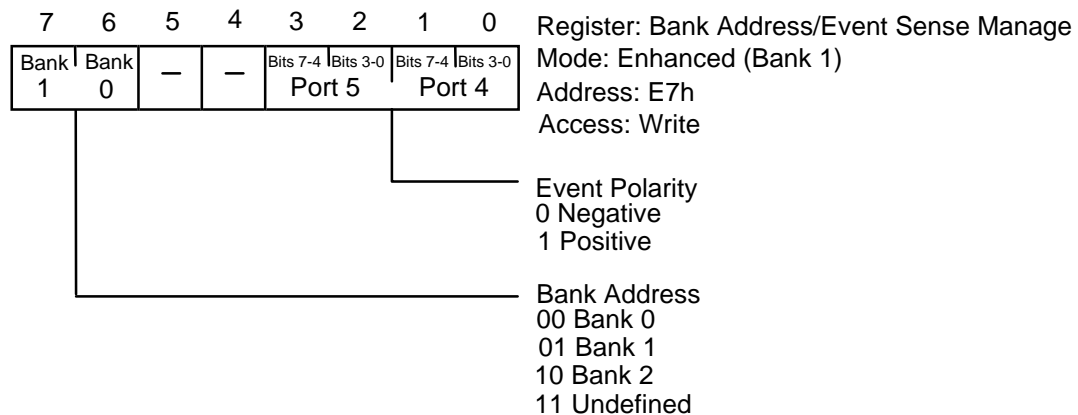 7 6 5 4 3 2 1 0
Bank 1
Bank 0
–
–
Bits 7-4 Bits 3-0 Bits 7-4 Bits 3-0
Port 5 Port 4
Register: Bank Address/Event Sense Manage
Mode: Enhanced (Bank 1)
Address: E7h
Access: Write
Event Polarity
0 Negative
1 Positive
Bank Address
00 Bank 0
01 Bank 1
10 Bank 2
11 Undefined